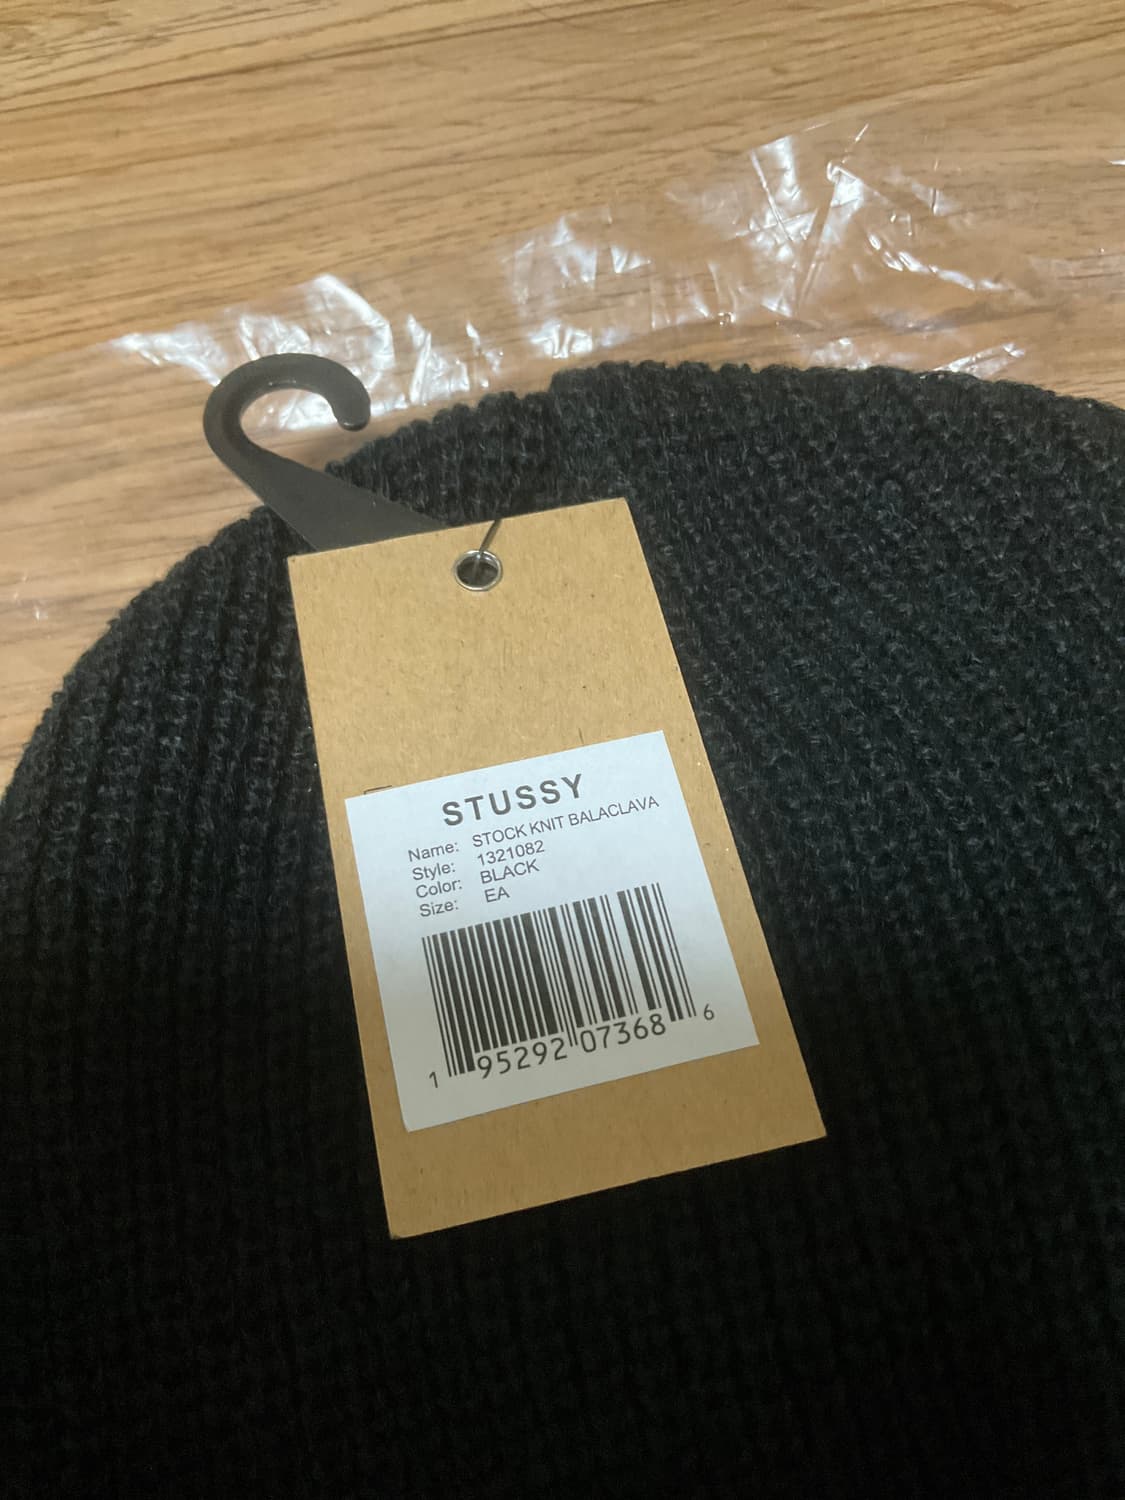 STUSSY
Name: STOCK KNIT BALACLAVA
Style: 1321082
Color: BLACK
Size: EA
1 95292 07368 6